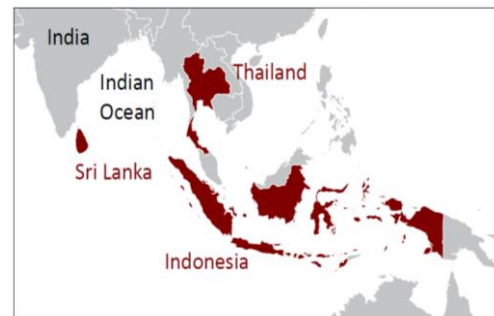 India
Thailand
Indian
Ocean
Sri Lanka
Indonesia